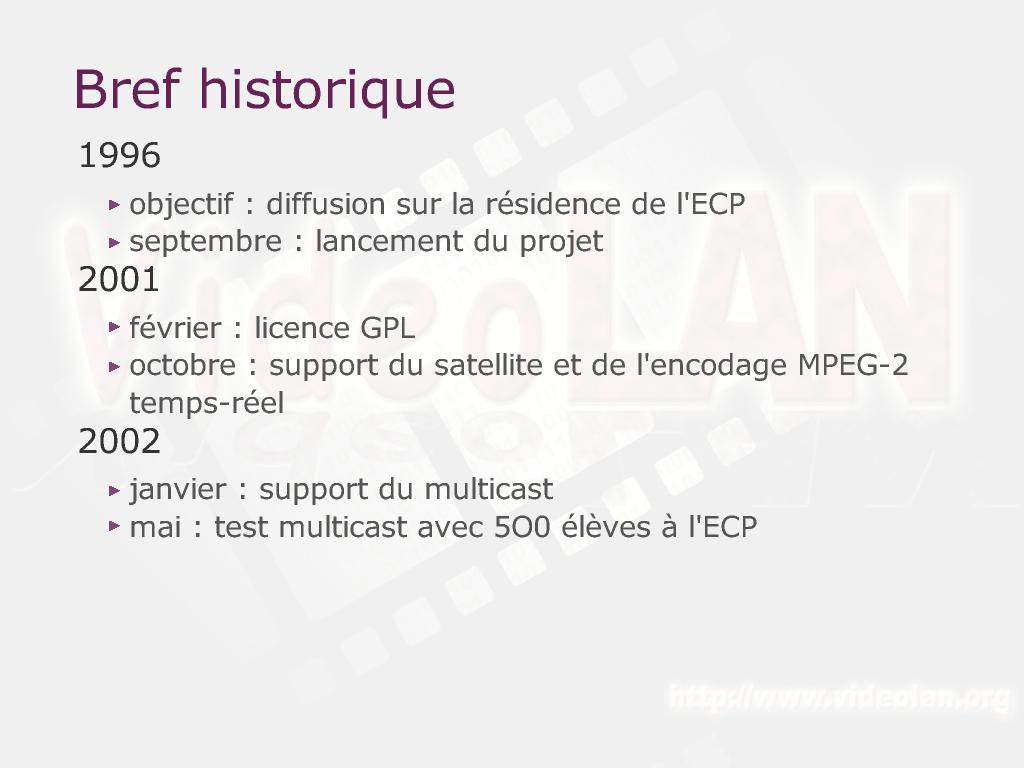 Bref historique
1996
objectif : diffusion sur la résidence de l'ECP
septembre : lancement du projet
2001
février : licence GPL
octobre : support du satellite et de l'encodage MPEG-2
temps-réel
2002
janvier : support du multicast
mai : test multicast avec 5O0 élèves à l'ECP
VideoLAN
http://www.videolan.org